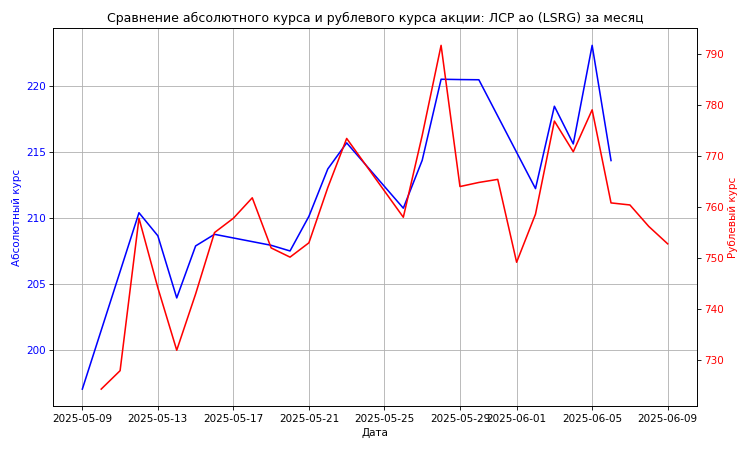 Сравнение абсолютного курса и рублевого курса акции: ЛСР ао (LSRG) за месяц
220
215
210
205
200
Абсолютный курс
790
780
770
760
750
740
730
Рублевый курс
2025-05-09 2025-05-13 2025-05-17 2025-05-21 2025-05-25 2025-05-29 2025-06-01 2025-06-05 2025-06-09
Дата